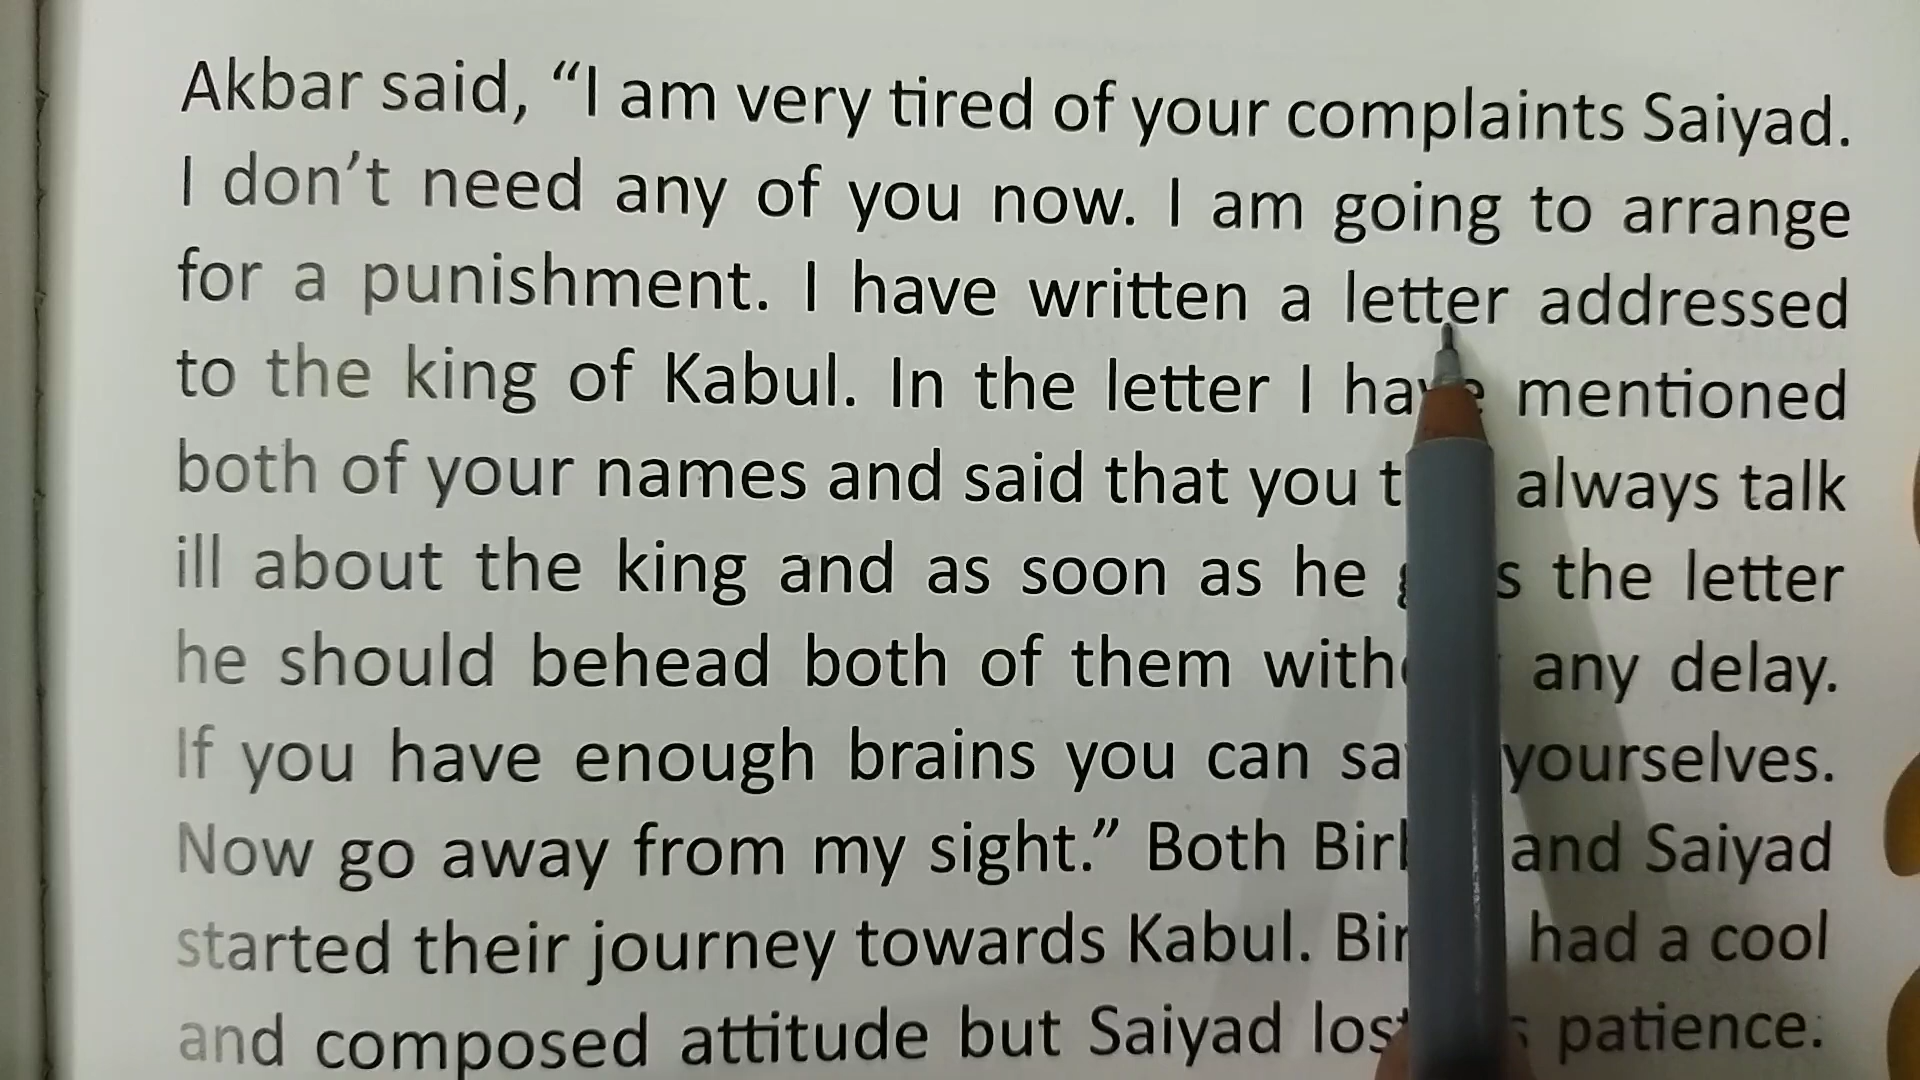 Akbar said, “I am very tired of your complaints Saiyad.
I don’t need any of you now. I am going to arrange
for a punishment. I have written a letter addressed
to the king of Kabul. In the letter I have mentioned
both of your names and said that you always talk
ill about the king and as soon as he the letter
he should behead both of them any delay.
If you have enough brains you can yourselves.
Now go away from my sight.” Both and Saiyad
started their journey towards Kabul. had a cool
and composed attitude but Saiyad patience.